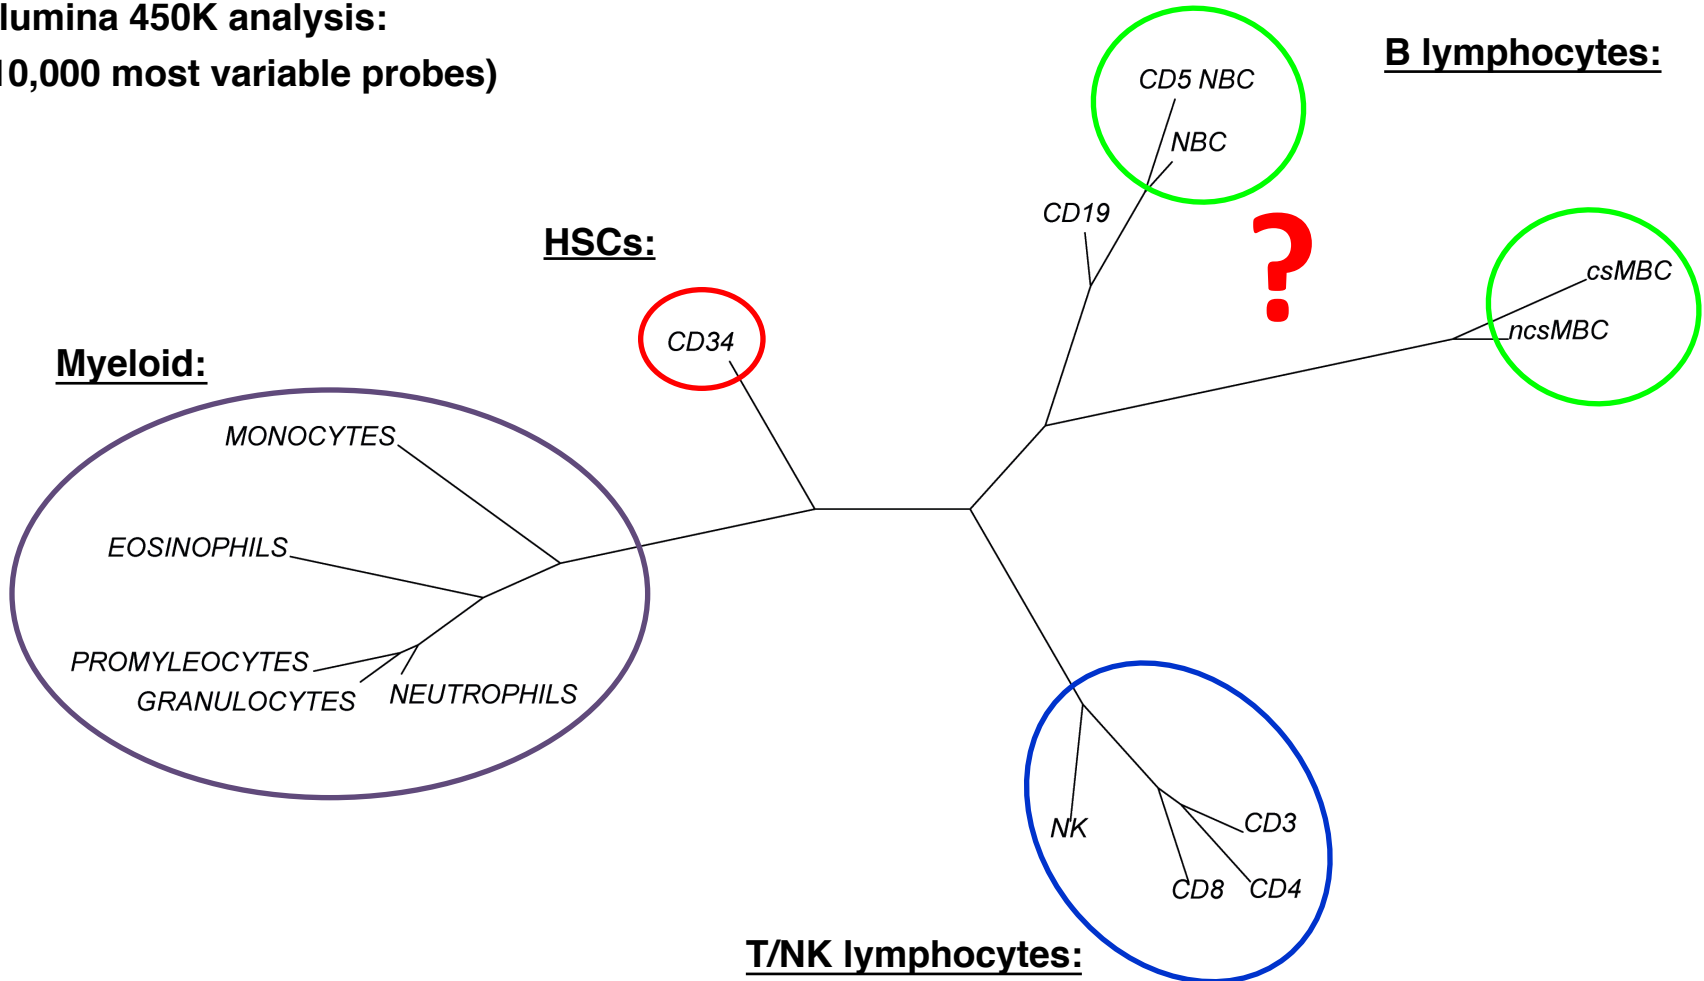 lumina 450K analysis:
10,000 most variable probes)
B lymphocytes:
CD5 NBC
NBC
CD19
?
HSCs:
CD34
csMBC
ncsMBC
Myeloid:
MONOCYTES
EOSINOPHILS
PROMYLEOCYTES
GRANULOCYTES
NEUTROPHILS
NK
CD3
CD8
CD4
T/NK lymphocytes: